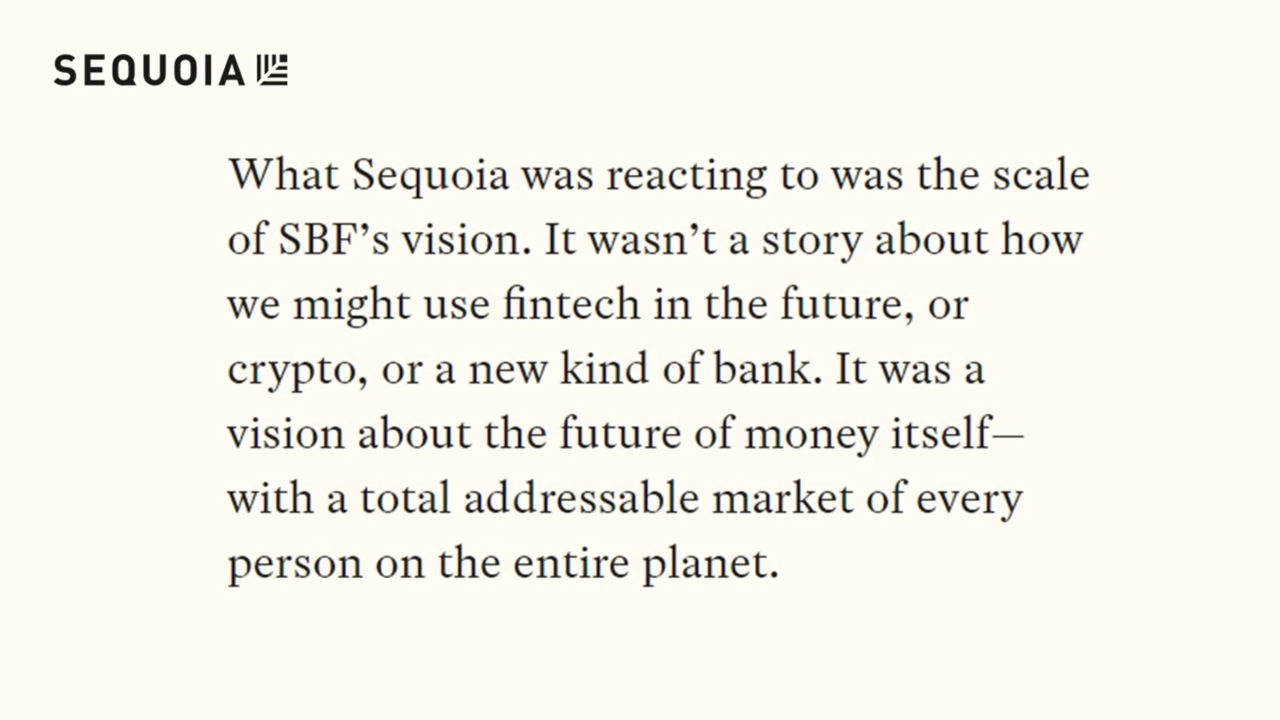 SEQUOIA
What Sequoia was reacting to was the scale
of SBF’s vision. It wasn’t a story about how
we might use fintech in the future, or
crypto, or a new kind of bank. It was a
vision about the future of money itself—
with a total addressable market of every
person on the entire planet.